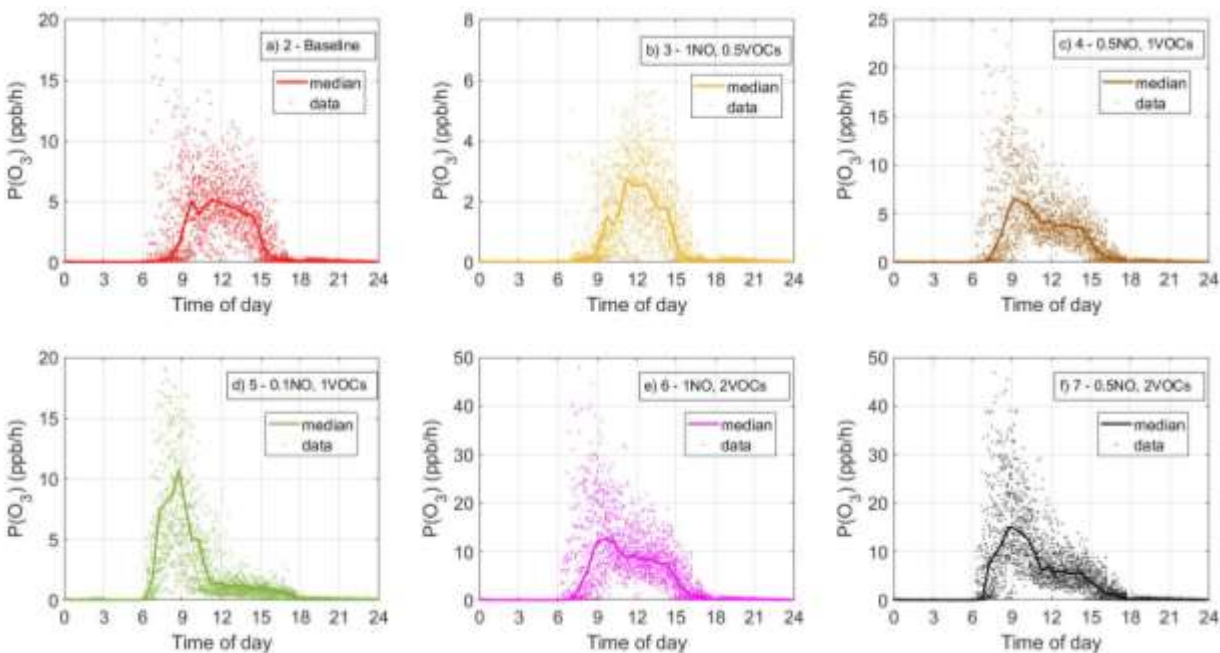 a) 2 - Baseline
median
data
P(O3) (ppb/h)
20
15
10
5
0
0 3 6 9 12 15 18 21 24
Time of day
b) 3 - 1NO, 0.5VOCs
median
data
P(O3) (ppb/h)
8
6
4
2
0
0 3 6 9 12 15 18 21 24
Time of day
c) 4 - 0.5NO, 1VOCs
median
data
P(O3) (ppb/h)
25
20
15
10
5
0
0 3 6 9 12 15 18 21 24
Time of day
d) 5 - 0.1NO, 1VOCs
median
data
P(O3) (ppb/h)
20
15
10
5
0
0 3 6 9 12 15 18 21 24
Time of day
e) 6 - 1NO, 2VOCs
median
data
P(O3) (ppb/h)
50
40
30
20
10
0
0 3 6 9 12 15 18 21 24
Time of day
f) 7 - 0.5NO, 2VOCs
median
data
P(O3) (ppb/h)
50
40
30
20
10
0
0 3 6 9 12 15 18 21 24
Time of day